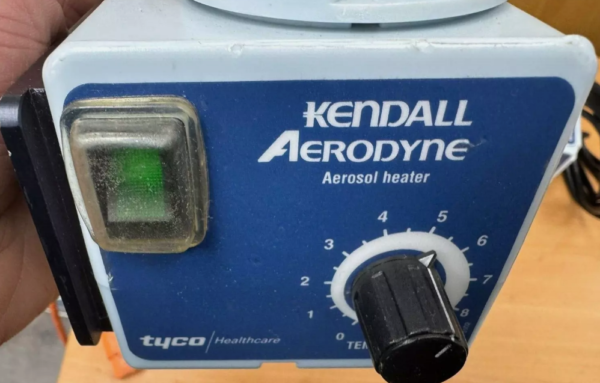 KENDALL
AERODYNE
Aerosol heater
4
5
3
6
2
7
1
8
0
tyco / Healthcare